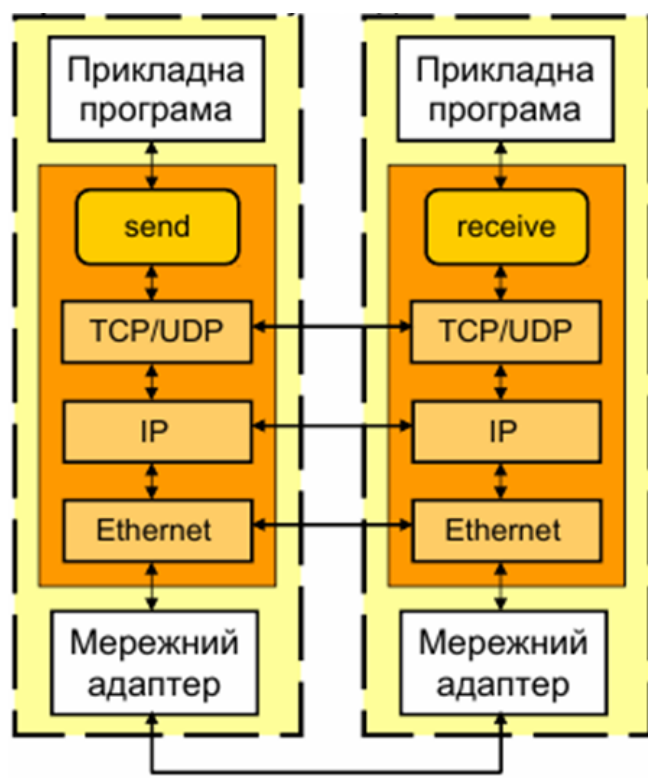 Прикладна
програма
send
TCP/UDP
IP
Ethernet
Мережний
адаптер
Прикладна
програма
receive
TCP/UDP
IP
Ethernet
Мережний
адаптер